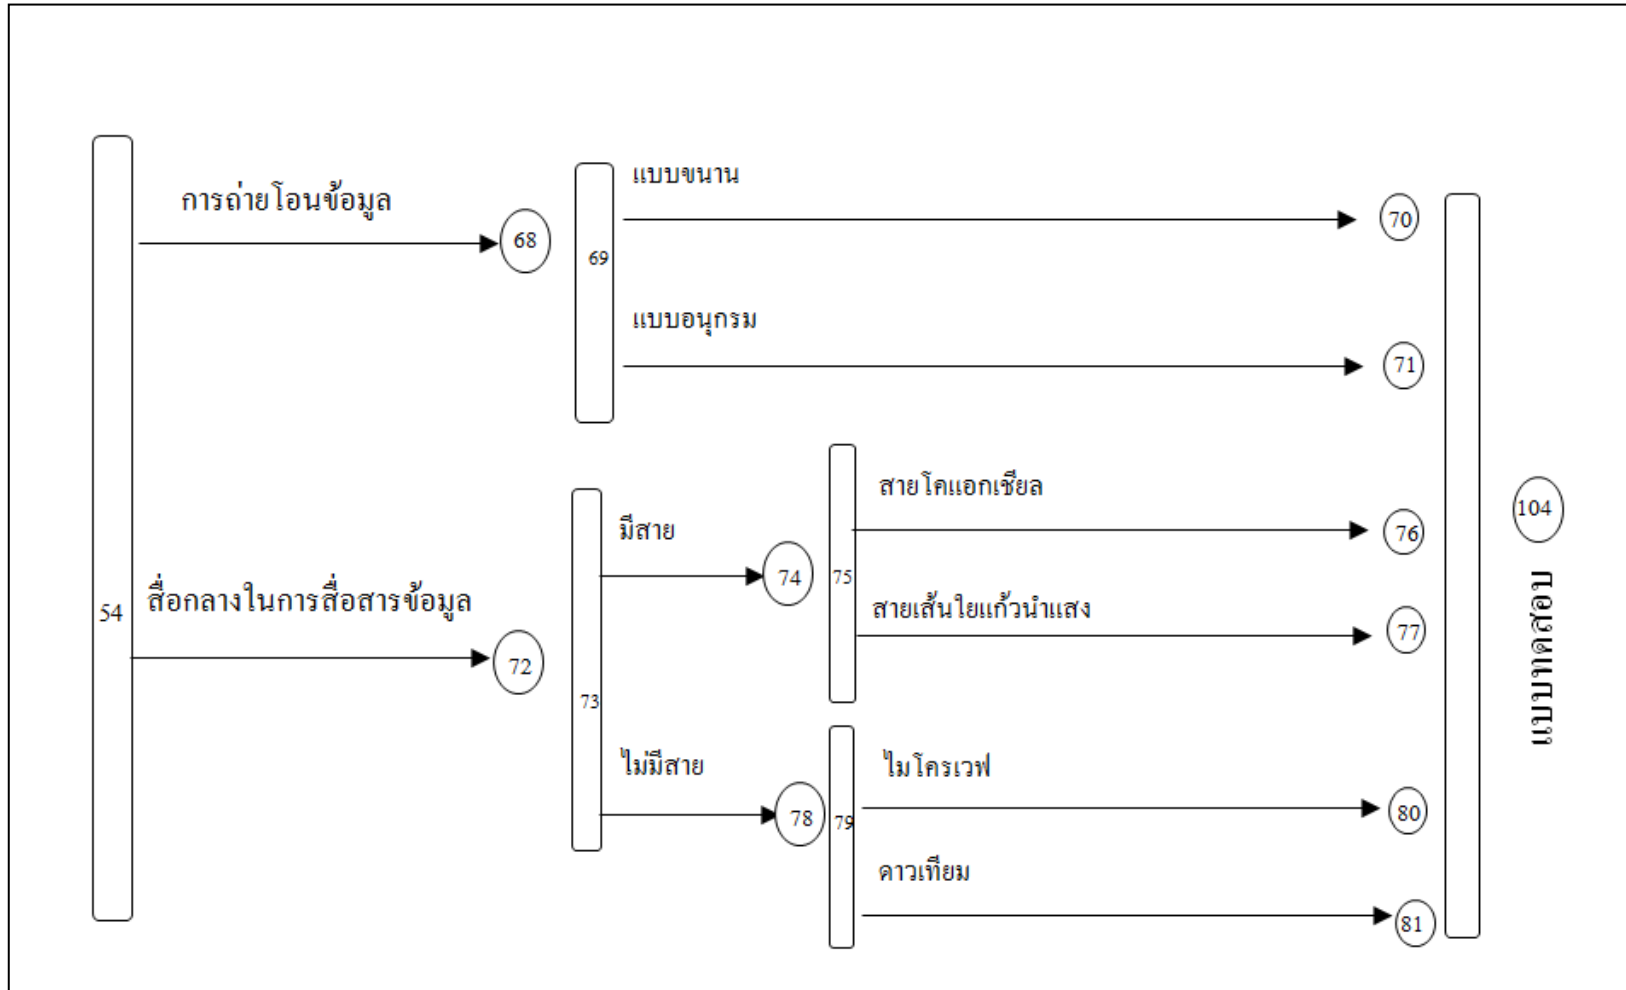 แบบขนาน
การถ่ายโอนข้อมูล
70
68
69
แบบอนุกรม
71
สายโคแอกเชียล
104
มีสาย
76
74
75
สื่อกลางในการสื่อสารข้อมูล
54
สายเส้นใยแก้วนำแสง
77
72
73
แบบทดสอบ
ไม่มีสาย
ไมโครเวฟ
78
79
80
ดาวเทียม
81